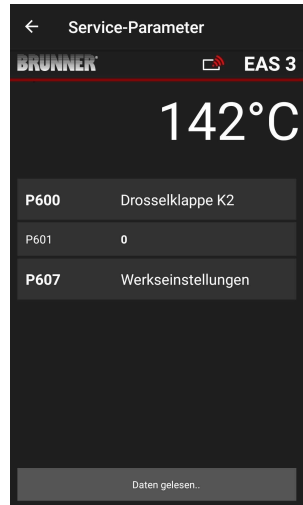 Service-Parameter
BRUNNER EAS 3
142°C
P600 Drosselklappe K2
P601 0
P607 Werkseinstellungen
Daten gelesen..